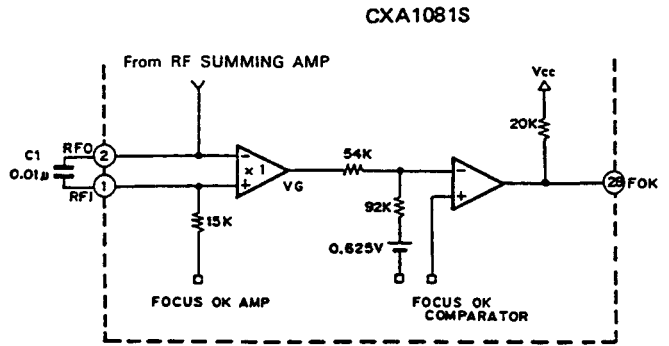 CXA1081S
From RF SUMMING AMP
Vcc
20K
C1
0.01μ
RFO
2
RFI
1
−
× 1
+
VG
54K
−
+
28
FOK
15K
92K
0.625V
FOCUS OK AMP
FOCUS OK
COMPARATOR